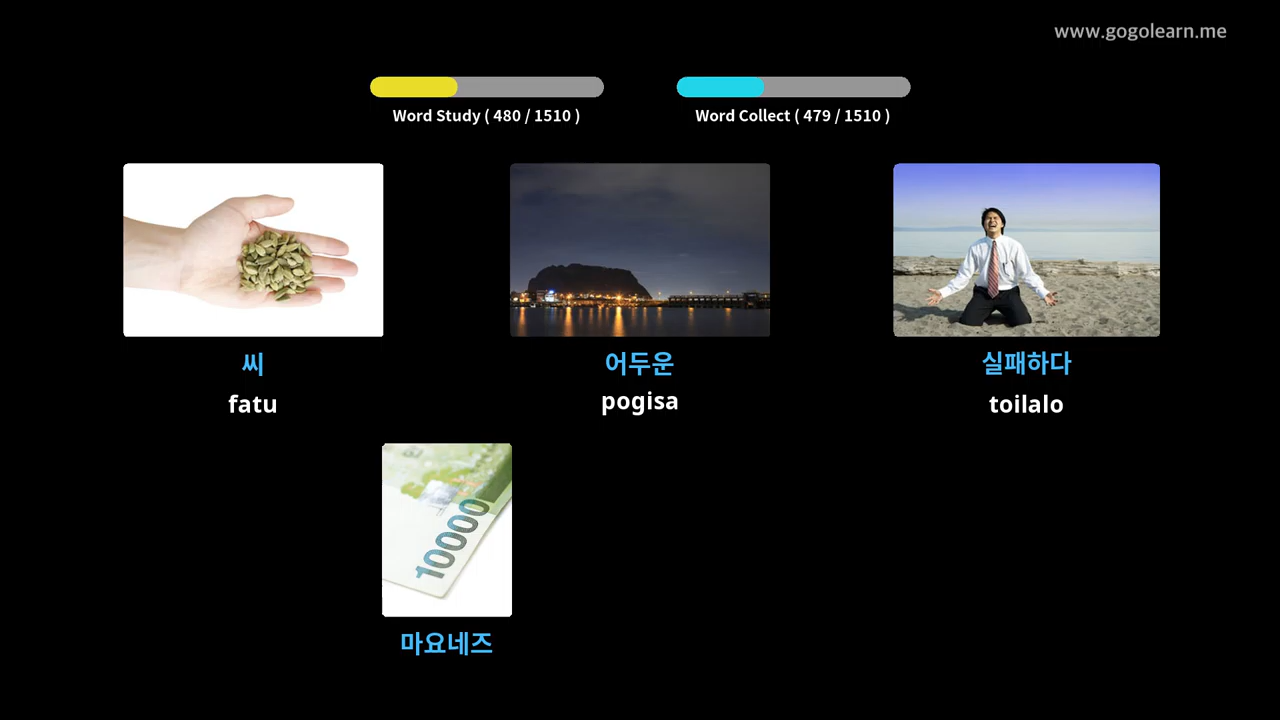 www.gogolearn.me
Word Study ( 480 / 1510 )
Word Collect ( 479 / 1510 )
씨
어두운
실패하다
fatu
pogisa
toilalo
10000
마요네즈